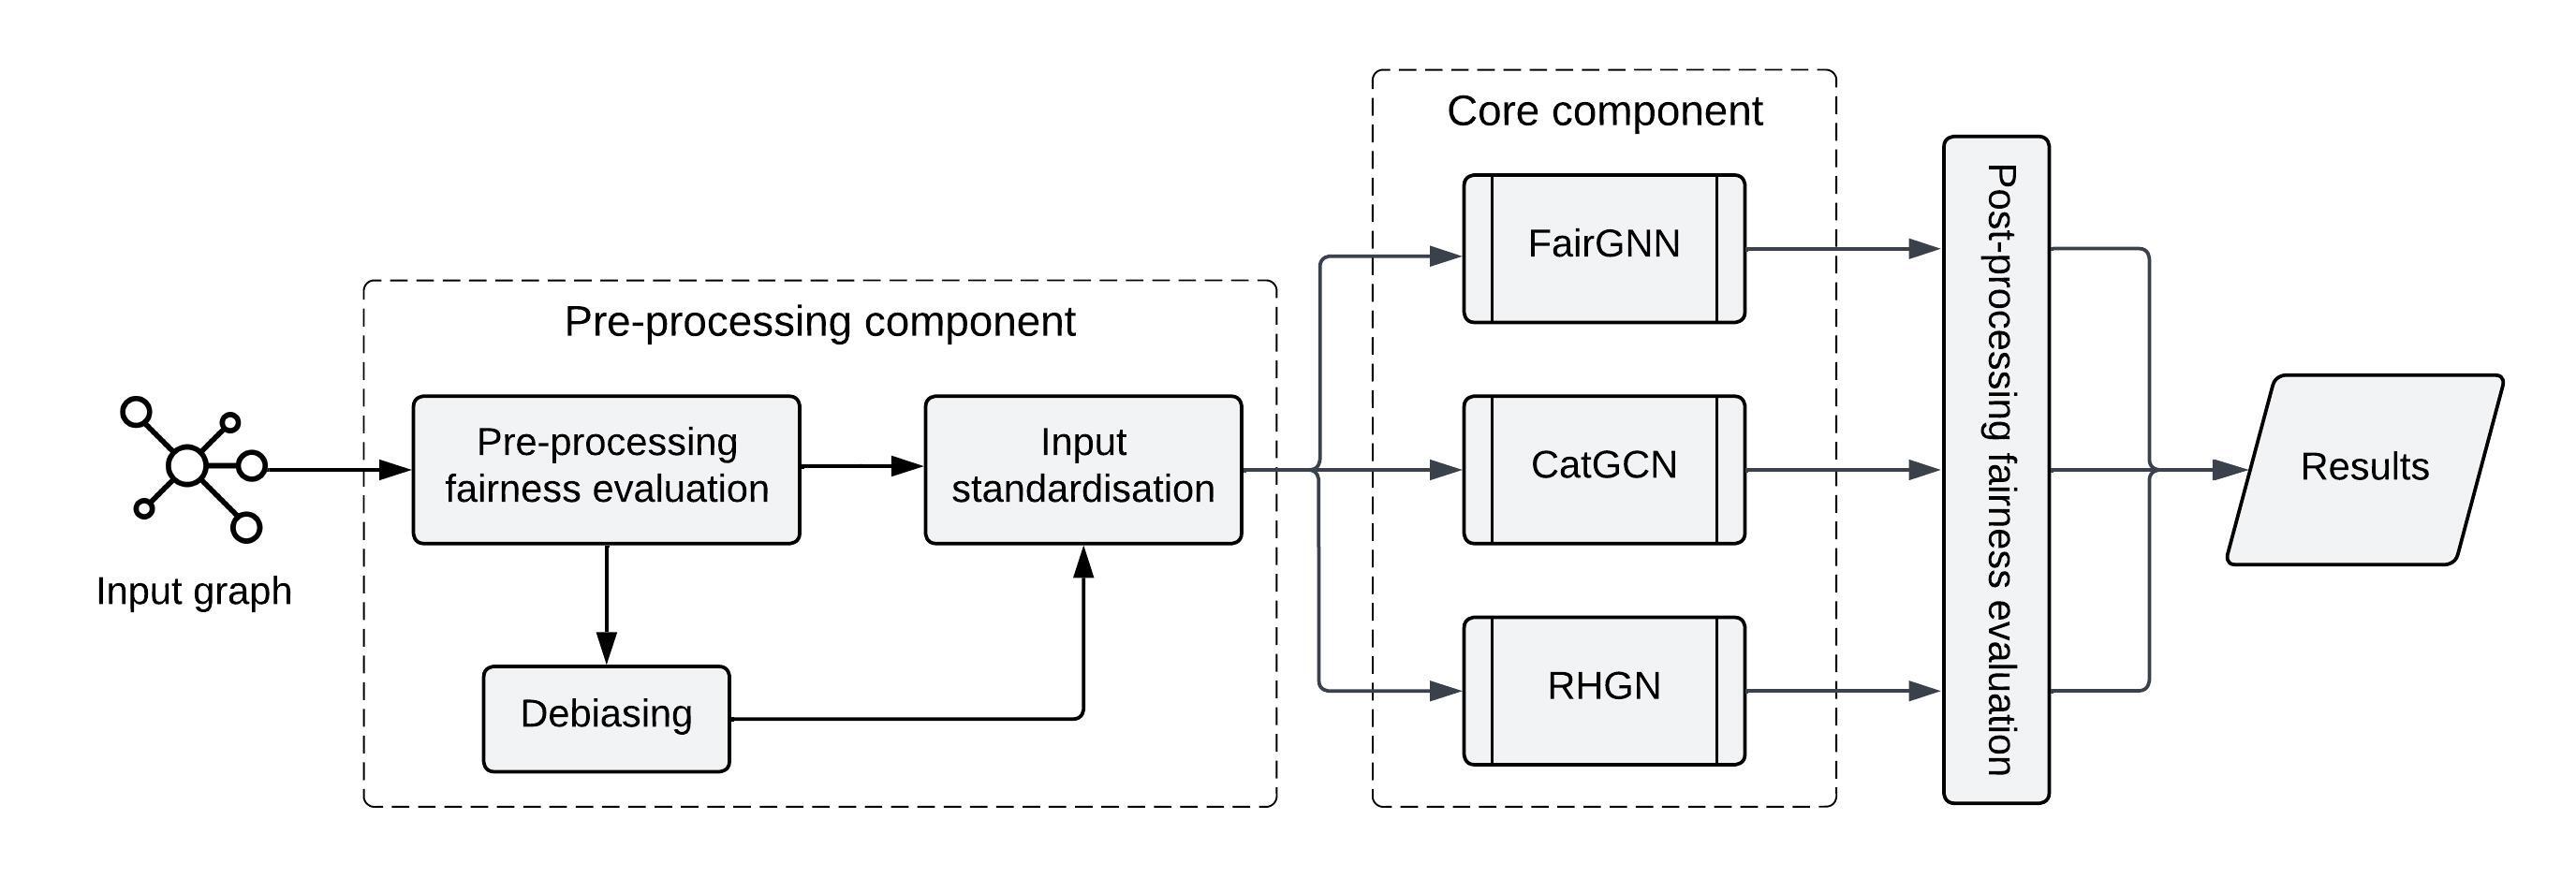 Input graph
Pre-processing component
Pre-processing
fairness evaluation
Input
standardisation
Debiasing
Core component
FairGNN
CatGCN
RHGN
Post-processing fairness evaluation
Results